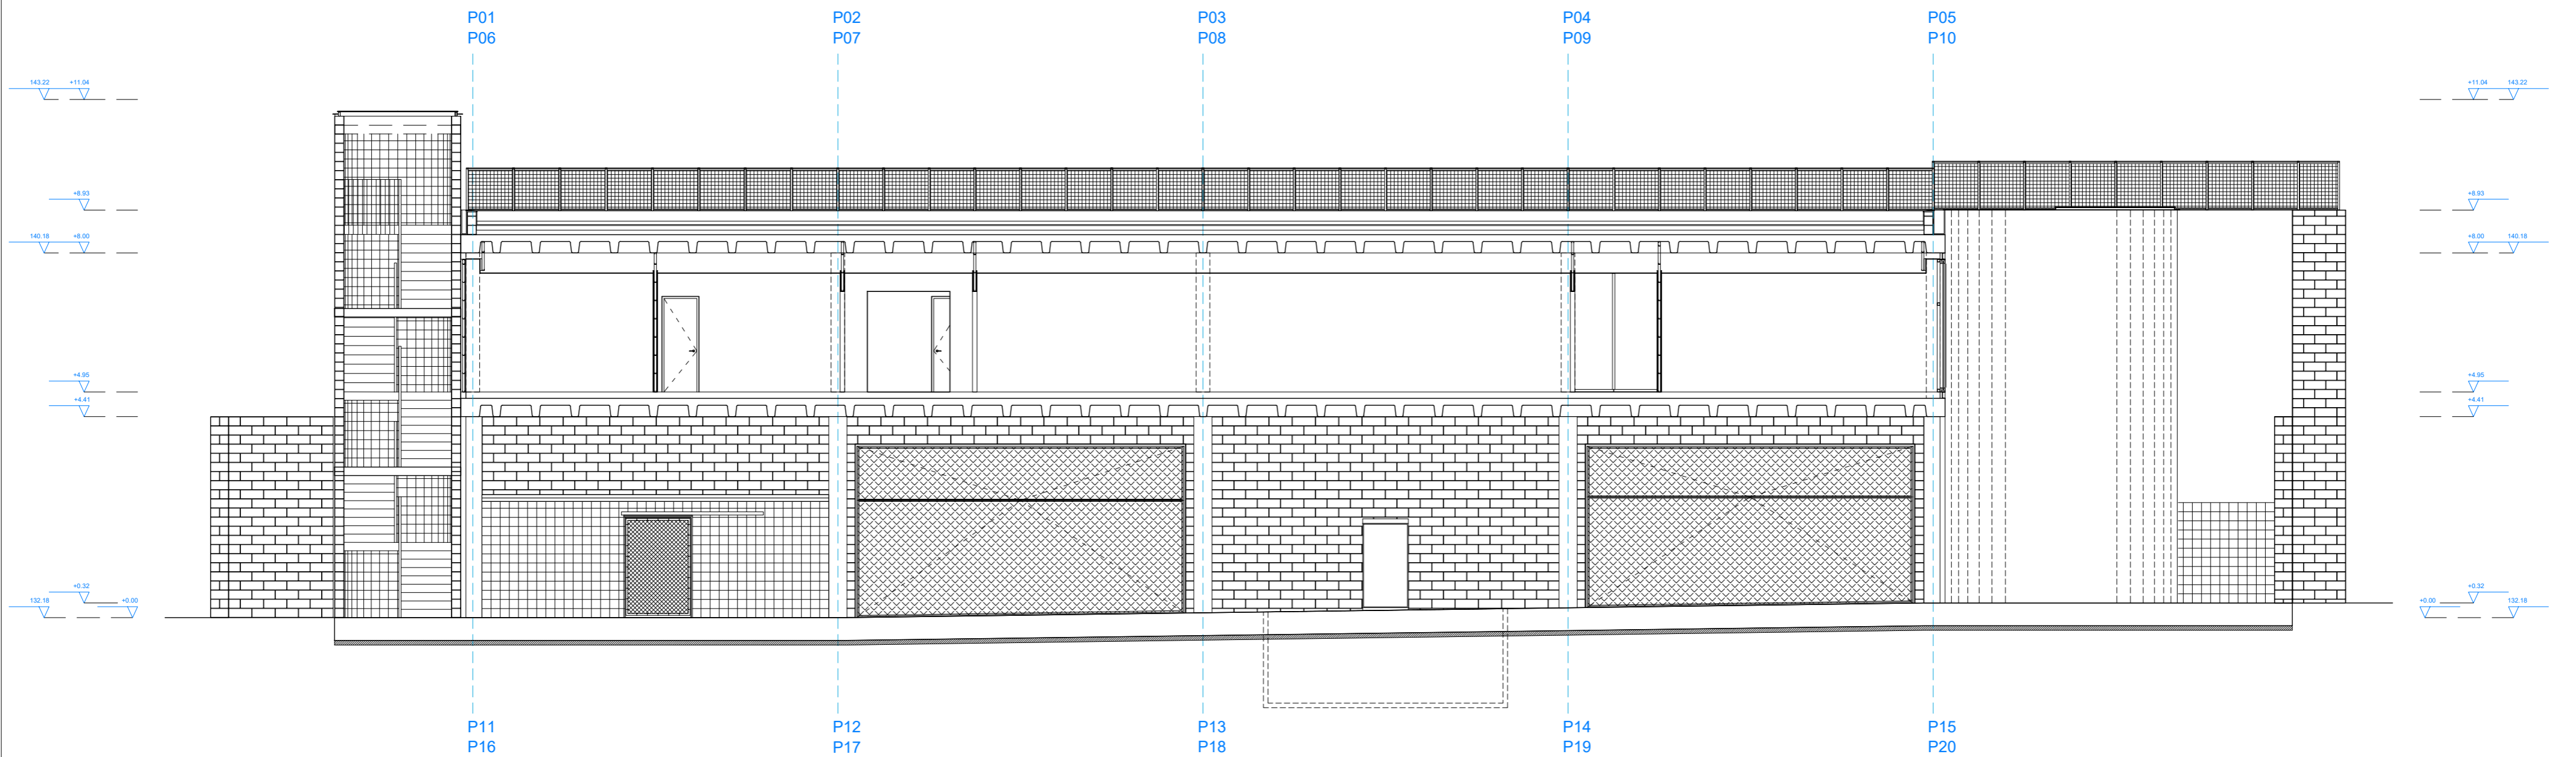 P01 P02 P03 P04 P05
P06 P07 P08 P09 P10
143.22 +11.04 +11.04 143.22
+8.93 +8.93
140.18 +8.00 +8.00 140.18
+4.95 +4.95
+4.41 +4.41
+0.32 +0.32
132.18 +0.00 +0.00 132.18
P11 P12 P13 P14 P15
P16 P17 P18 P19 P20